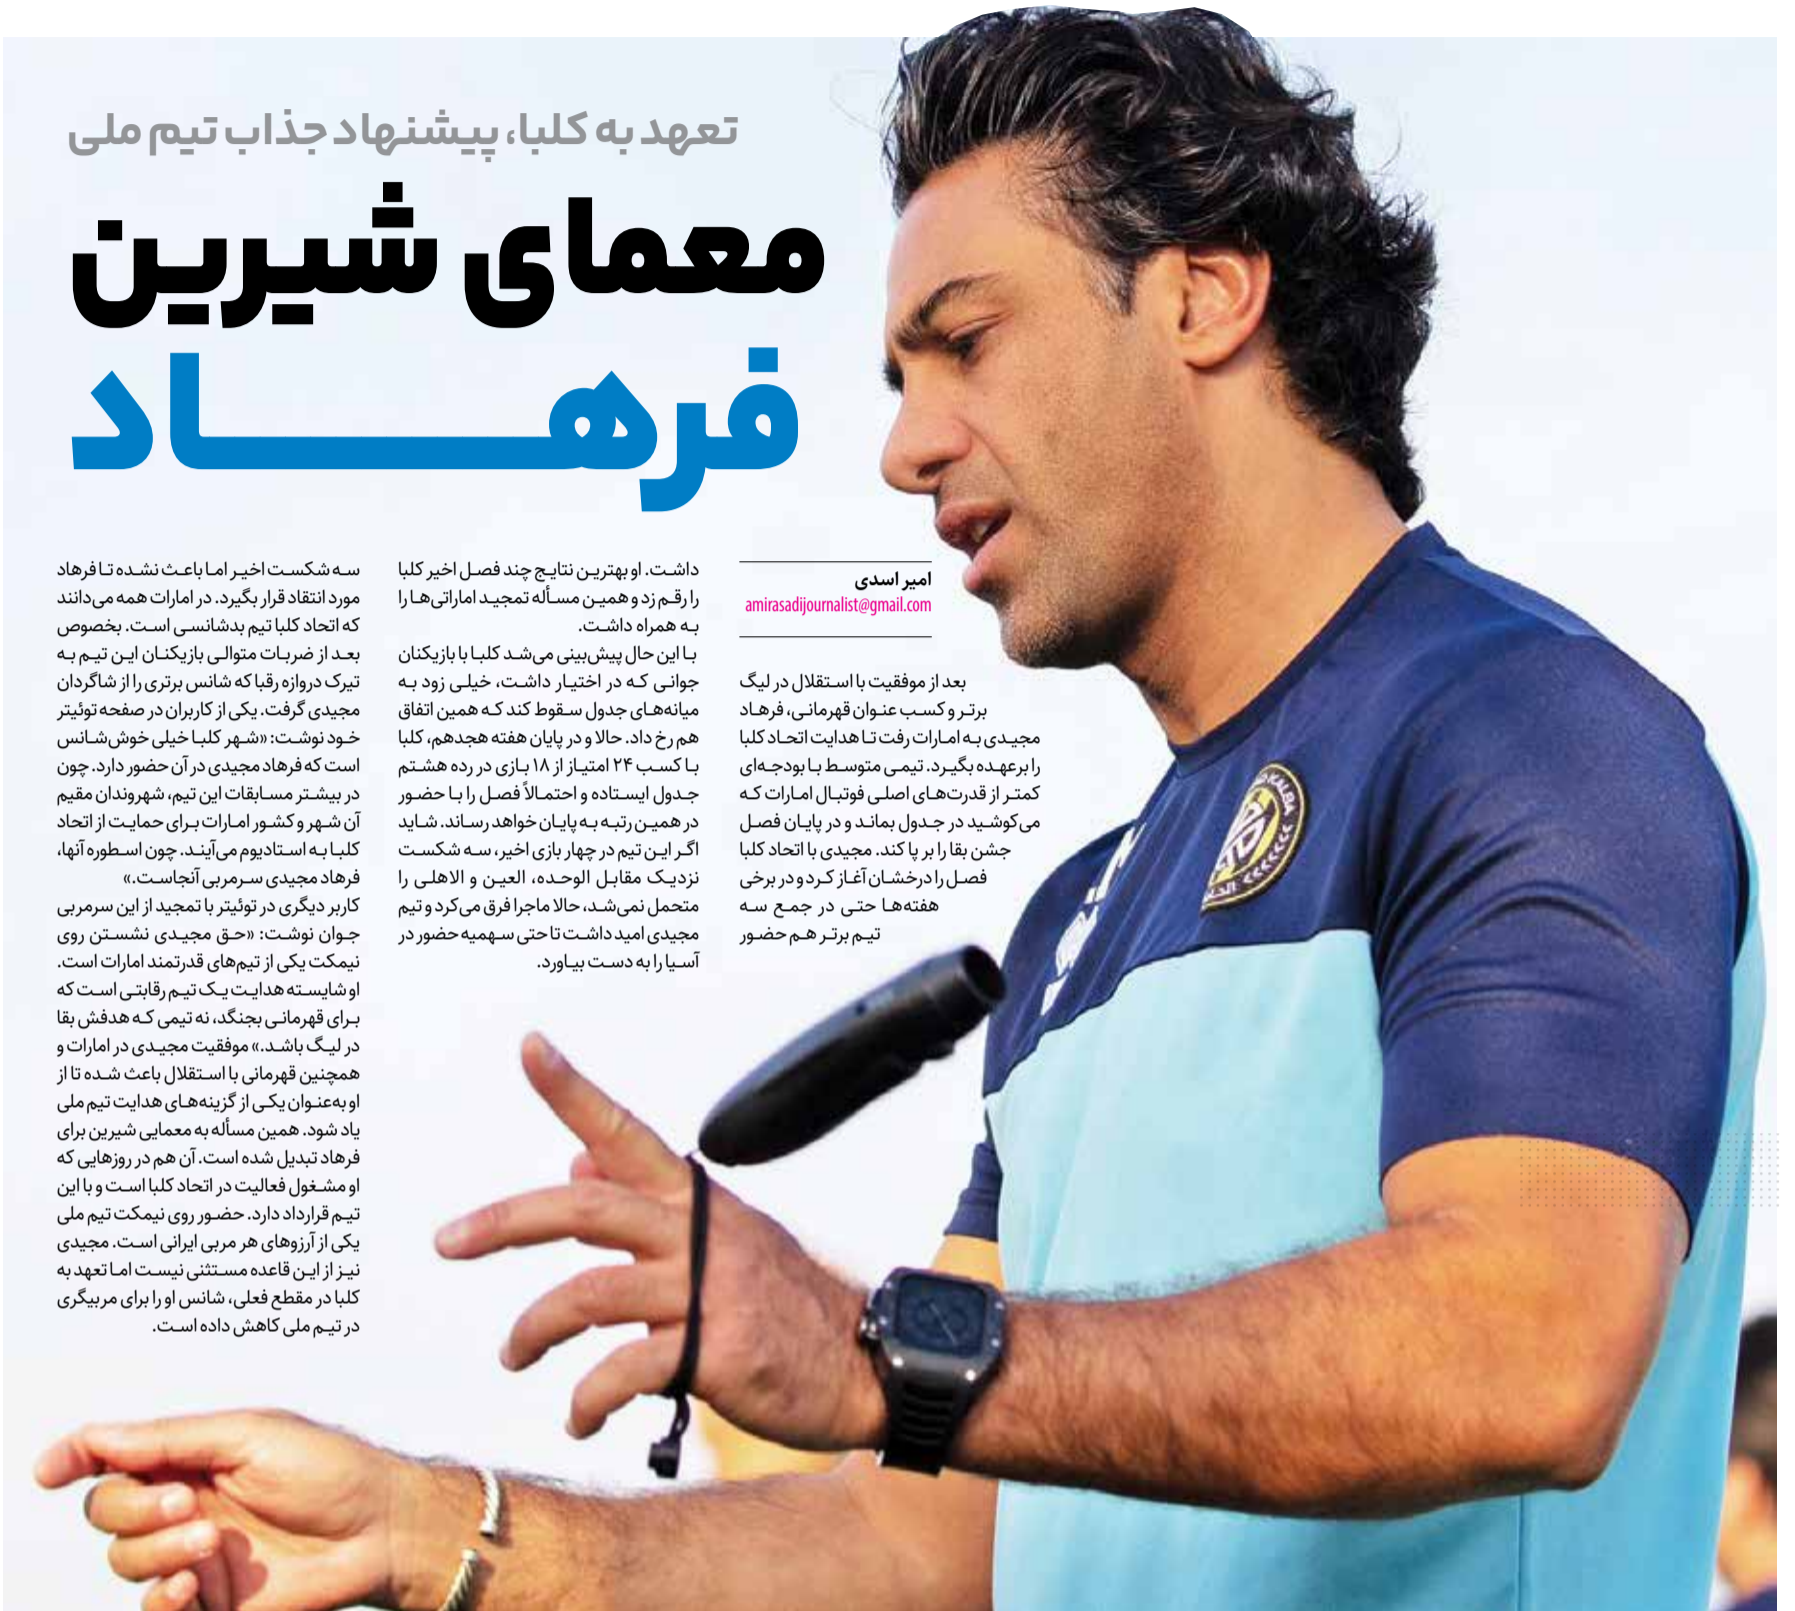 تعهد به کلبا، پیشنهاد جذاب تیم ملی
معمای شیرین
فرهاد
امیر اسدی
amirasadijournalist@gmail.com
بعد از موفقیت با استقلال در لیگ
برتر و کسب عنوان قهرمانی، فرهاد
مجیدی به امارات رفت تا هدایت اتحاد کلبا
را برعهده بگیرد. تیمی متوسط با بودجه‌ای
کمتر از قدرت‌های اصلی فوتبال امارات که
می‌کوشید در جدول بماند و در پایان فصل
جشن بقا را بر پا کند. مجیدی با اتحاد کلبا
فصل را درخشان آغاز کرد و در برخی
هفته‌ها حتی در جمع سه
تیم برتر هم حضور
داشت. او بهترین نتایج چند فصل اخیر کلبا
را رقم زد و همین مسأله تمجید اماراتی‌ها را
به همراه داشت.
با این حال پیش‌بینی می‌شد کلبا با بازیکنان
جوانی که در اختیار داشت، خیلی زود به
میانه‌های جدول سقوط کند که همین اتفاق
هم رخ داد. حالا و در پایان هفته هجدهم، کلبا
با کسب ۲۴ امتیاز از ۱۸ بازی در رده هشتم
جدول ایستاده و احتمالاً فصل را با حضور
در همین رتبه به پایان خواهد رساند. شاید
اگر این تیم در چهار بازی اخیر، سه شکست
نزدیک مقابل الوحده، العین و الاهلی را
متحمل نمی‌شد، حالا ماجرا فرق می‌کرد و تیم
مجیدی امید داشت تا حتی سهمیه حضور در
آسیا را به دست بیاورد.
سه شکست اخیر اما باعث نشده تا فرهاد
مورد انتقاد قرار بگیرد. در امارات همه می‌دانند
که اتحاد کلبا تیم بدشانسی است. بخصوص
بعد از ضربات متوالی بازیکنان این تیم به
تیرک دروازه رقبا که شانس برتری را از شاگردان
مجیدی گرفت. یکی از کاربران در صفحه توئیتر
خود نوشت: «شهر کلبا خیلی خوش‌شانس
است که فرهاد مجیدی در آن حضور دارد. چون
در بیشتر مسابقات این تیم، شهروندان مقیم
آن شهر و کشور امارات برای حمایت از اتحاد
کلبا به استادیوم می‌آیند. چون اسطوره آنها،
فرهاد مجیدی سرمربی آنجاست.»
کاربر دیگری در توئیتر با تمجید از این سرمربی
جوان نوشت: «حق مجیدی نشستن روی
نیمکت یکی از تیم‌های قدرتمند امارات است.
او شایسته هدایت یک تیم رقابتی است که
برای قهرمانی بجنگد، نه تیمی که هدفش بقا
در لیگ باشد.» موفقیت مجیدی در امارات و
همچنین قهرمانی با استقلال باعث شده تا از
او به‌عنوان یکی از گزینه‌های هدایت تیم ملی
یاد شود. همین مسأله به معمایی شیرین برای
فرهاد تبدیل شده است. آن هم در روزهایی که
او مشغول فعالیت در اتحاد کلبا است و با این
تیم قرارداد دارد. حضور روی نیمکت تیم ملی
یکی از آرزوهای هر مربی ایرانی است. مجیدی
نیز از این قاعده مستثنی نیست اما تعهد به
کلبا در مقطع فعلی، شانس او را برای مربیگری
در تیم ملی کاهش داده است.